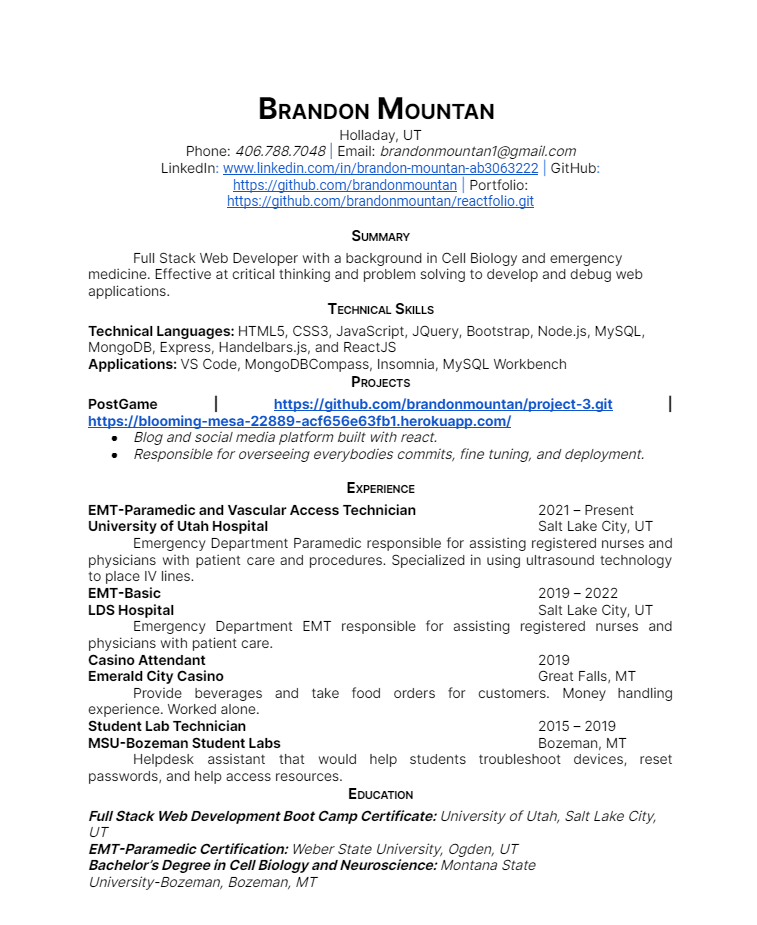 BRANDON MOUNTAN
Holladay, UT
Phone: 406.788.7048 | Email: brandonmountan1@gmail.com
LinkedIn: www.linkedin.com/in/brandon-mountan-ab3063222 | GitHub:
https://github.com/brandonmountan | Portfolio:
https://github.com/brandonmountan/reactfolio.git
SUMMARY
Full Stack Web Developer with a background in Cell Biology and emergency
medicine. Effective at critical thinking and problem solving to develop and debug web
applications.
TECHNICAL SKILLS
Technical Languages: HTML5, CSS3, JavaScript, JQuery, Bootstrap, Node.js, MySQL,
MongoDB, Express, Handelbars.js, and ReactJS
Applications: VS Code, MongoDBCompass, Insomnia, MySQL Workbench
PROJECTS
PostGame | https://github.com/brandonmountan/project-3.git |
https://blooming-mesa-22889-acf656e63fb1.herokuapp.com/
• Blog and social media platform built with react.
• Responsible for overseeing everybodies commits, fine tuning, and deployment.
EXPERIENCE
EMT-Paramedic and Vascular Access Technician 2021 – Present
University of Utah Hospital Salt Lake City, UT
Emergency Department Paramedic responsible for assisting registered nurses and
physicians with patient care and procedures. Specialized in using ultrasound technology
to place IV lines.
EMT-Basic 2019 – 2022
LDS Hospital Salt Lake City, UT
Emergency Department EMT responsible for assisting registered nurses and
physicians with patient care.
Casino Attendant 2019
Emerald City Casino Great Falls, MT
Provide beverages and take food orders for customers. Money handling
experience. Worked alone.
Student Lab Technician 2015 – 2019
MSU-Bozeman Student Labs Bozeman, MT
Helpdesk assistant that would help students troubleshoot devices, reset
passwords, and help access resources.
EDUCATION
Full Stack Web Development Boot Camp Certificate: University of Utah, Salt Lake City,
UT
EMT-Paramedic Certification: Weber State University, Ogden, UT
Bachelor's Degree in Cell Biology and Neuroscience: Montana State
University-Bozeman, Bozeman, MT